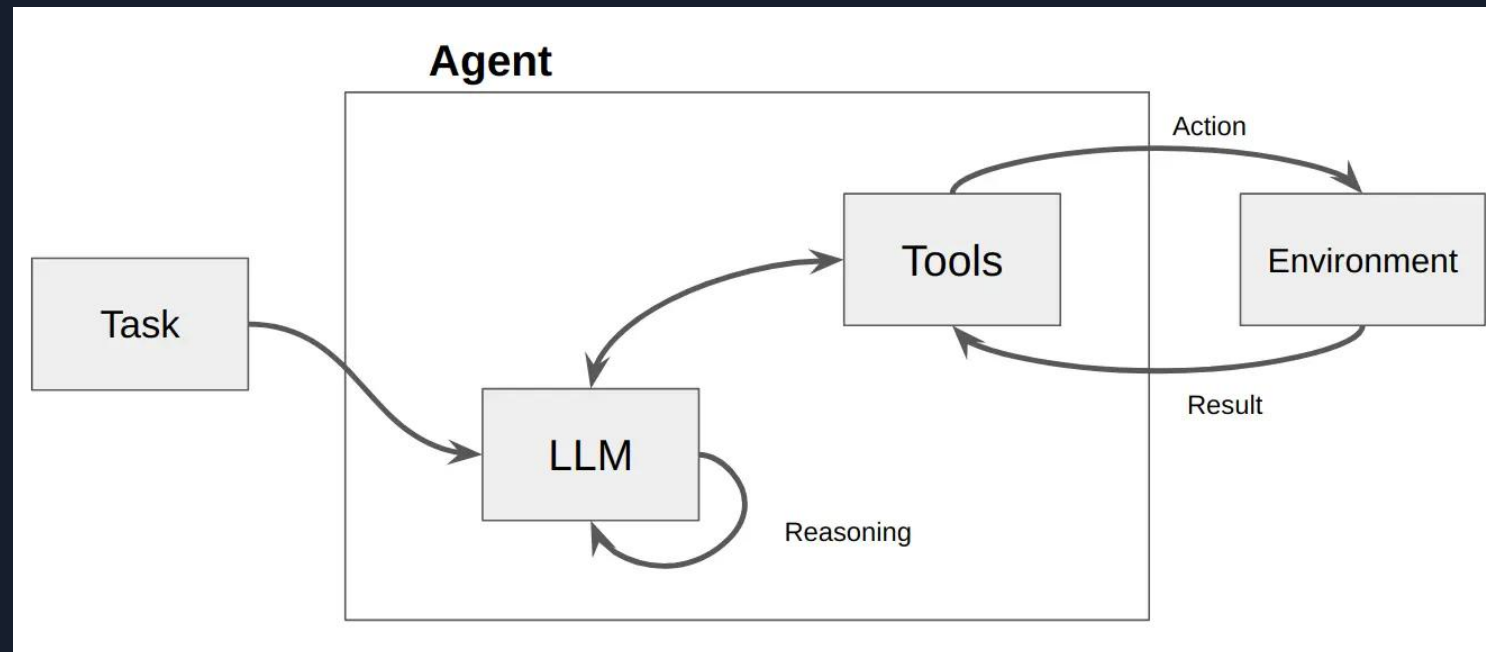 Agent
Action
Tools
Environment
Task
Result
LLM
Reasoning